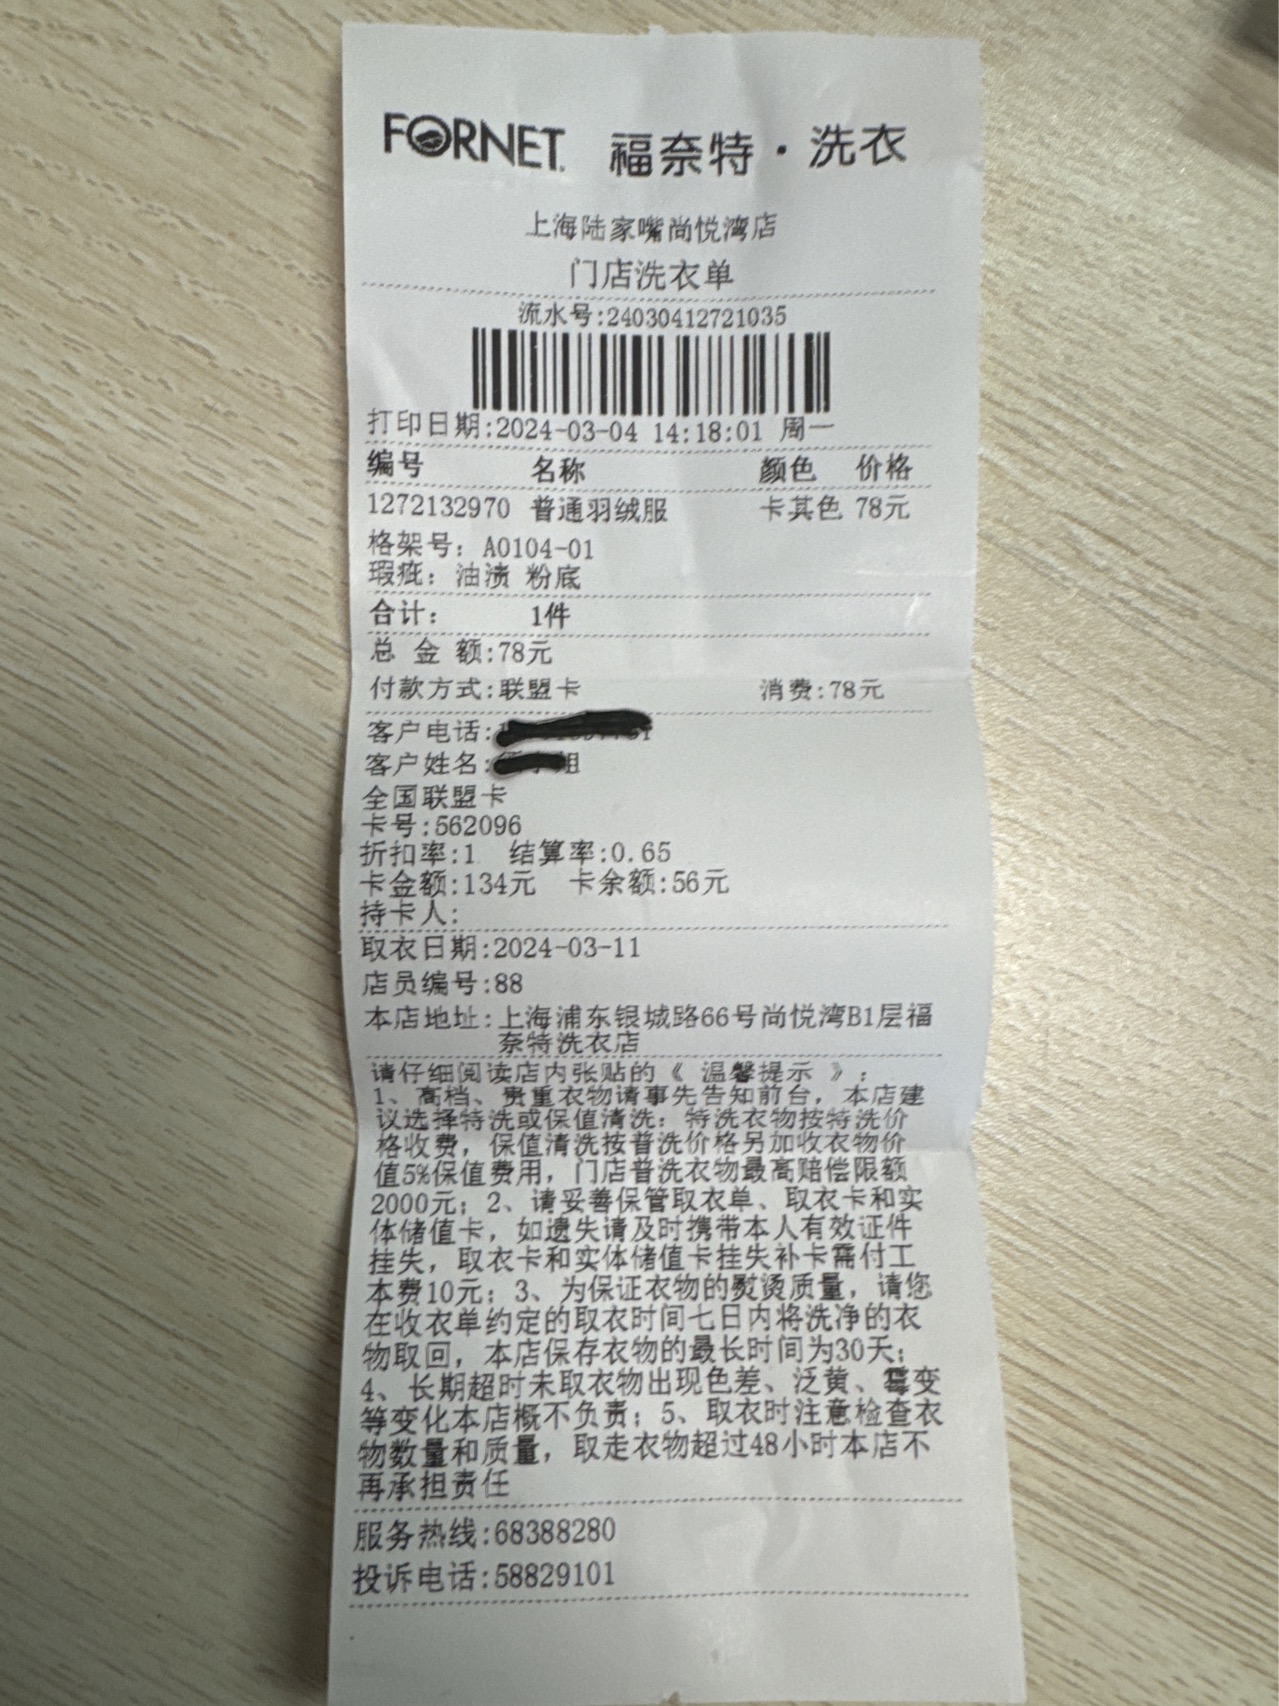 FORNET 福奈特·洗衣
上海陆家嘴尚悦湾店
门店洗衣单
流水号:24030412721035
打印日期:2024-03-04 14:18:01 周一
编号 名称 颜色 价格
1272132970 普通羽绒服 卡其色 78元
格架号: A0104-01
瑕疵: 油渍 粉底
合计: 1件
总 金 额:78元
付款方式:联盟卡 消费:78元
客户电话:
客户姓名: 姐
全国联盟卡
卡号:562096
折扣率:1 结算率:0.65
卡金额:134元 卡余额:56元
持卡人:
取衣日期:2024-03-11
店员编号:88
本店地址:上海浦东银城路66号尚悦湾B1层福
奈特洗衣店
请仔细阅读店内张贴的《 温馨提示 》:
1、高档、贵重衣物请事先告知前台，本店建
议选择特洗或保值清洗: 特洗衣物按特洗价
格收费，保值清洗按普洗价格另加收衣物价
值5%保值费用，门店普洗衣物最高赔偿限额
2000元; 2、请妥善保管取衣单、取衣卡和实
体储值卡，如遗失请及时携带本人有效证件
挂失，取衣卡和实体储值卡挂失补卡需付工
本费10元; 3、为保证衣物的熨烫质量，请您
在收衣单约定的取衣时间七日内将洗净的衣
物取回，本店保存衣物的最长时间为30天;
4、长期超时未取衣物出现色差、泛黄、霉变
等变化本店概不负责; 5、取衣时注意检查衣
物数量和质量，取走衣物超过48小时本店不
再承担责任
服务热线:68388280
投诉电话:58829101